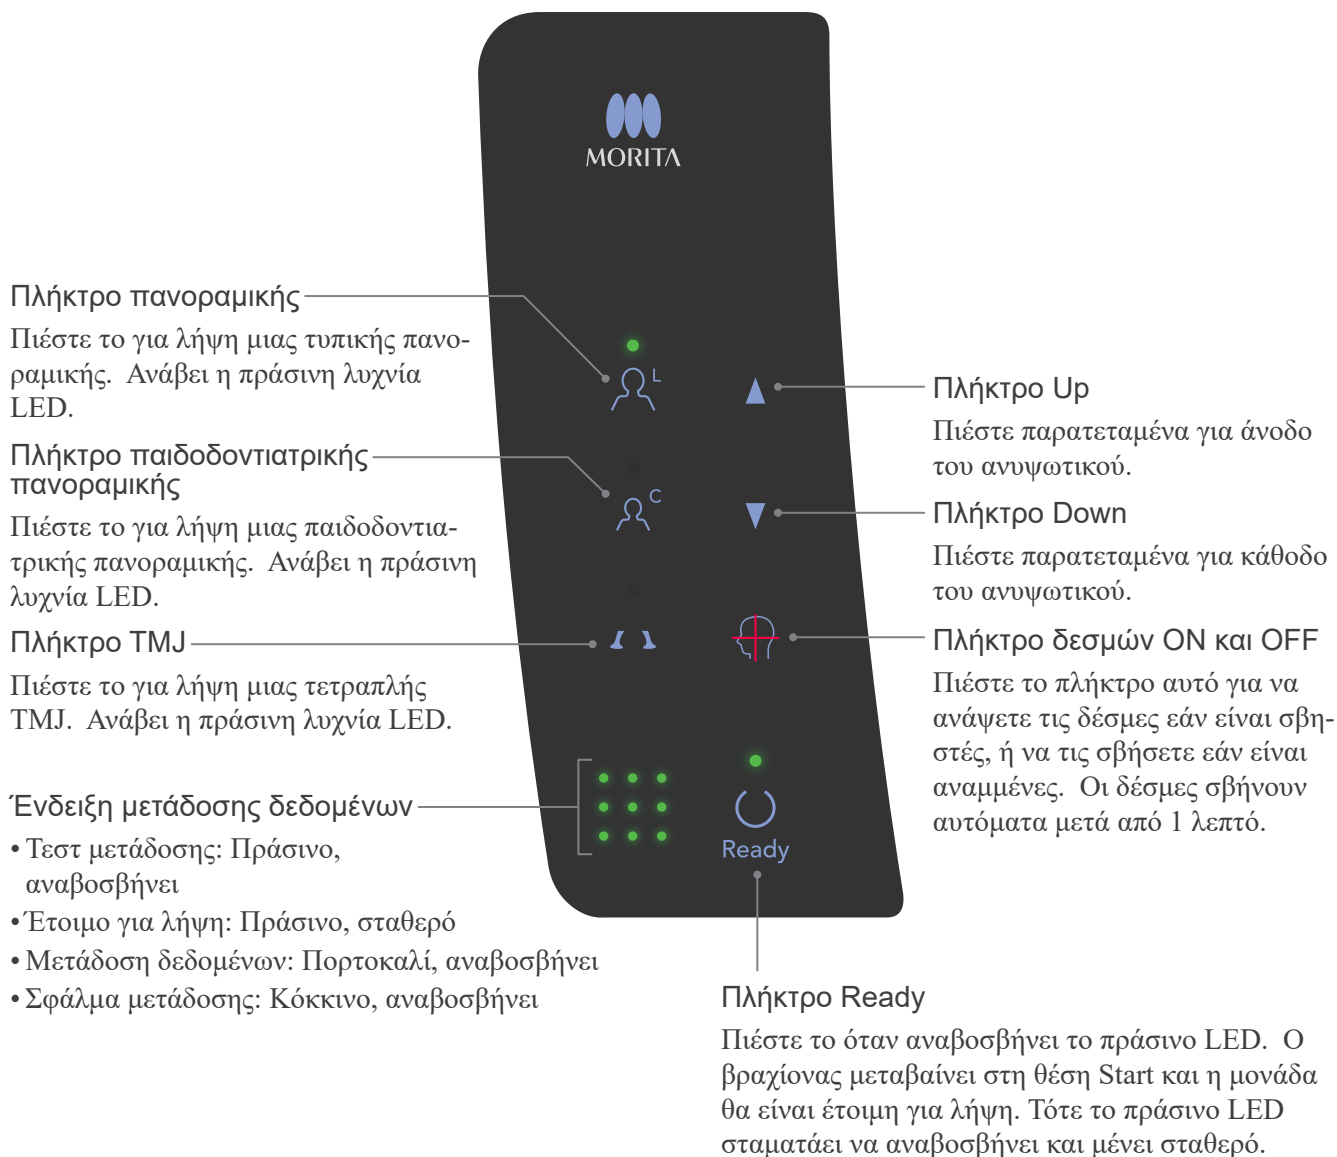 MORITA
Πλήκτρο πανοραμικής
Πιέστε το για λήψη μιας τυπικής πανο-
ραμικής. Ανάβει η πράσινη λυχνία
LED.
Πλήκτρο παιδοδοντιατρικής
πανοραμικής
Πιέστε το για λήψη μιας παιδοδοντια-
τρικής πανοραμικής. Ανάβει η πράσινη
λυχνία LED.
Πλήκτρο TMJ
Πιέστε το για λήψη μιας τετραπλής
TMJ. Ανάβει η πράσινη λυχνία LED.
Ένδειξη μετάδοσης δεδομένων
• Τεστ μετάδοσης: Πράσινο,
αναβοσβήνει
• Έτοιμο για λήψη: Πράσινο, σταθερό
• Μετάδοση δεδομένων: Πορτοκαλί, αναβοσβήνει
• Σφάλμα μετάδοσης: Κόκκινο, αναβοσβήνει
L
C
Ready
Πλήκτρο Up
Πιέστε παρατεταμένα για άνοδο
του ανυψωτικού.
Πλήκτρο Down
Πιέστε παρατεταμένα για κάθοδο
του ανυψωτικού.
Πλήκτρο δεσμών ON και OFF
Πιέστε το πλήκτρο αυτό για να
ανάψετε τις δέσμες εάν είναι σβη-
στές, ή να τις σβήσετε εάν είναι
αναμμένες. Οι δέσμες σβήνουν
αυτόματα μετά από 1 λεπτό.
Πλήκτρο Ready
Πιέστε το όταν αναβοσβήνει το πράσινο LED. Ο
βραχίονας μεταβαίνει στη θέση Start και η μονάδα
θα είναι έτοιμη για λήψη. Τότε το πράσινο LED
σταματάει να αναβοσβήνει και μένει σταθερό.